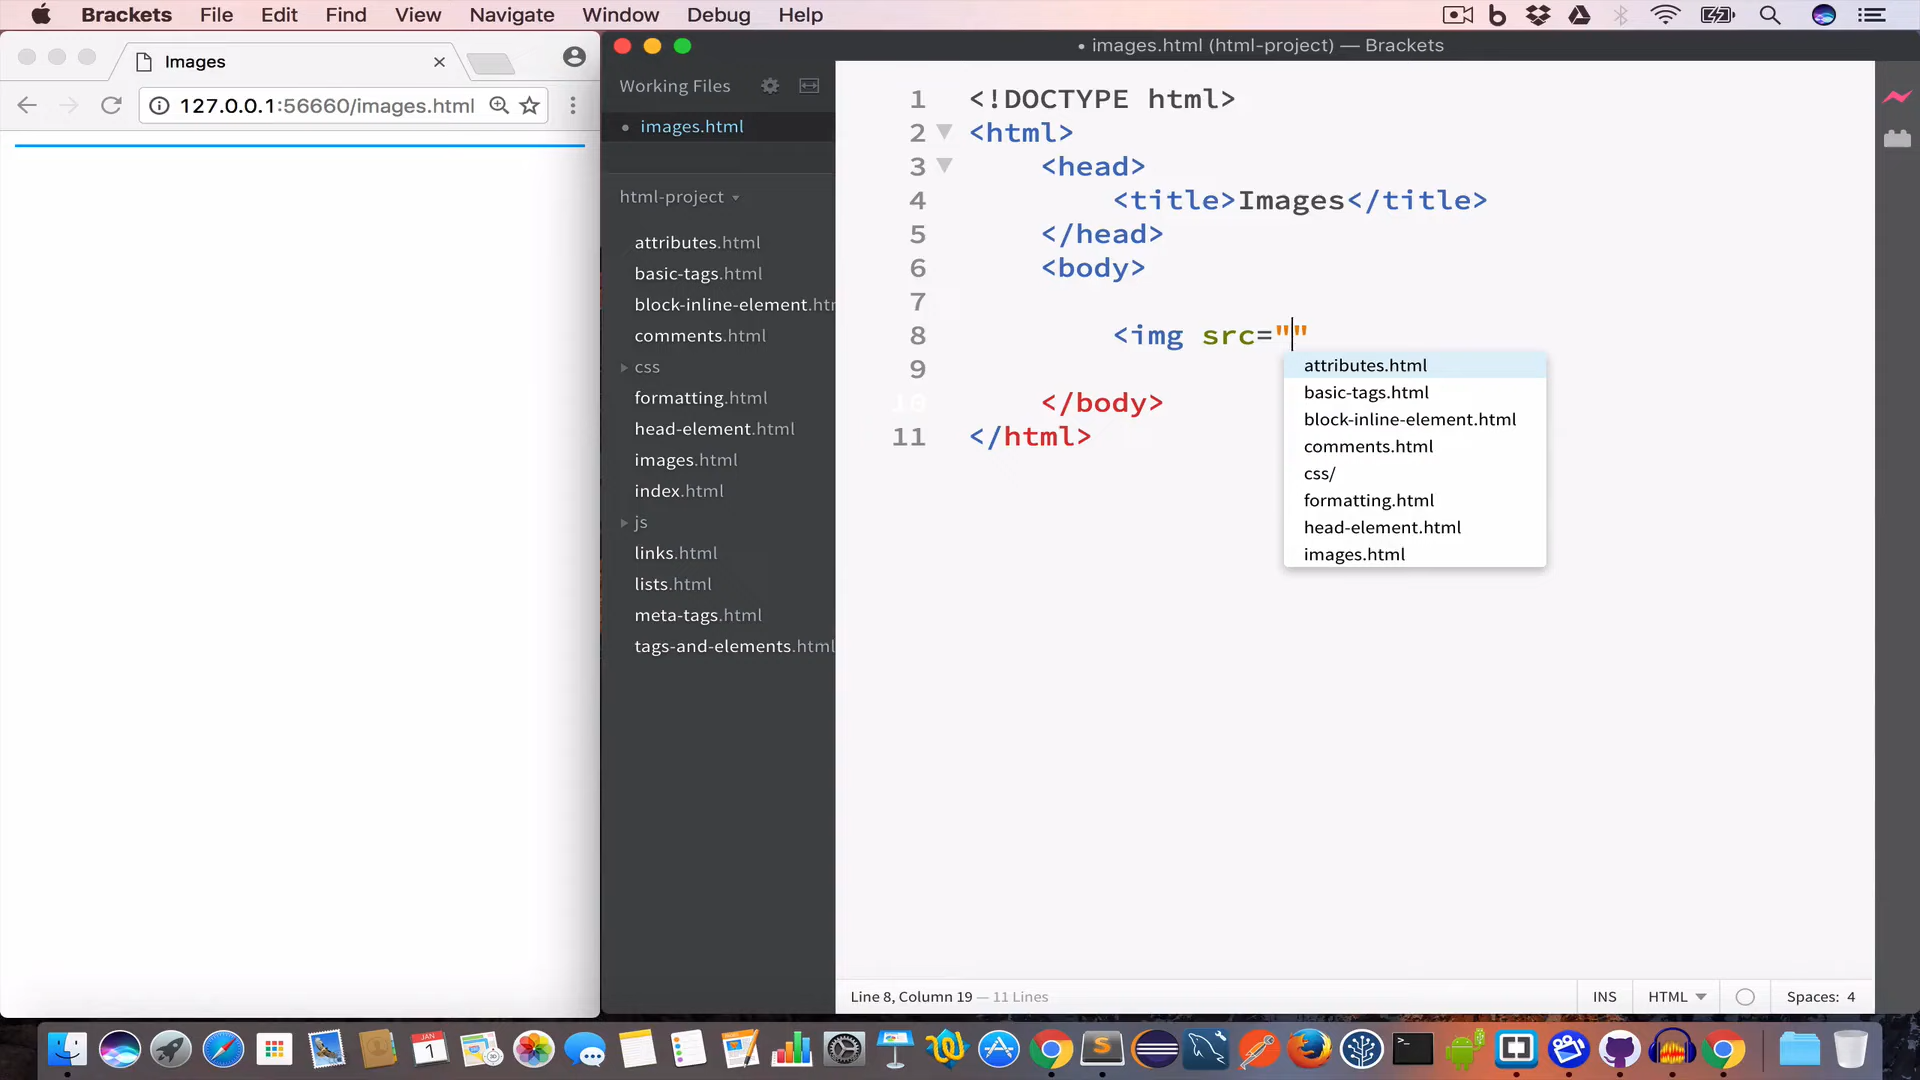 Brackets File Edit Find View Navigate Window Debug Help
• images.html (html-project) — Brackets
Images
127.0.0.1:56660/images.html
Working Files
images.html
html-project
attributes.html
basic-tags.html
block-inline-element.htm
comments.html
css
formatting.html
head-element.html
images.html
index.html
js
links.html
lists.html
meta-tags.html
tags-and-elements.html
1 <!DOCTYPE html>
2 <html>
3 <head>
4 <title>Images</title>
5 </head>
6 <body>
7
8 <img src=""
9
10 </body>
11 </html>
attributes.html
basic-tags.html
block-inline-element.html
comments.html
css/
formatting.html
head-element.html
images.html
Line 8, Column 19 — 11 Lines
INS HTML Spaces: 4
JAN
1